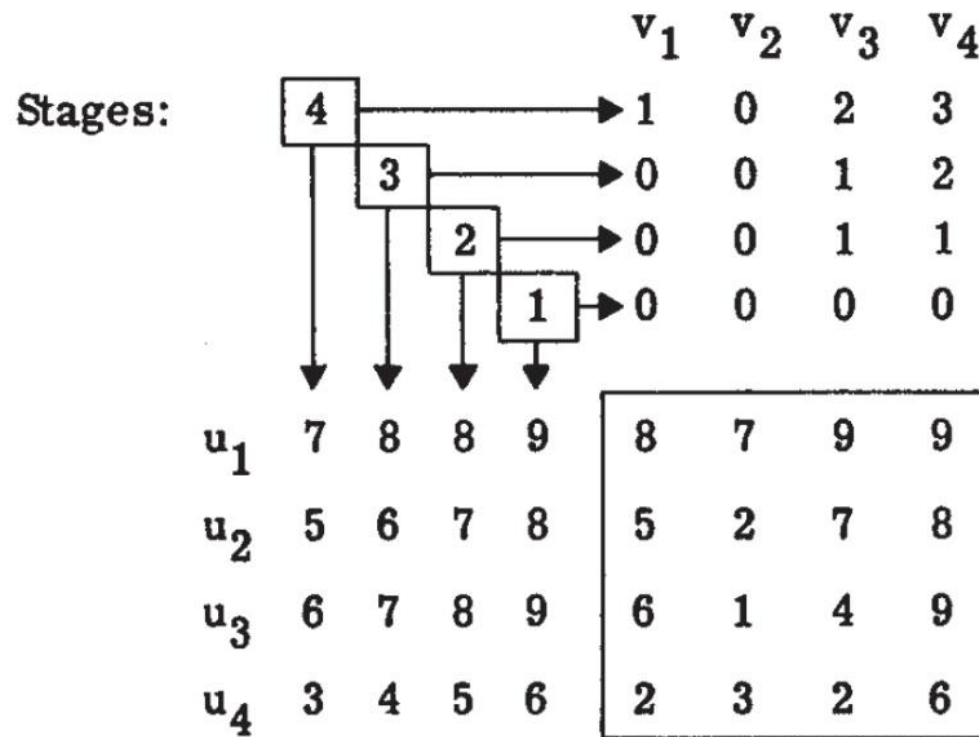 v1 v2 v3 v4
Stages: 4 1 0 2 3
3 0 0 1 2
2 0 0 1 1
1 0 0 0 0
u1 7 8 8 9 8 7 9 9
u2 5 6 7 8 5 2 7 8
u3 6 7 8 9 6 1 4 9
u4 3 4 5 6 2 3 2 6